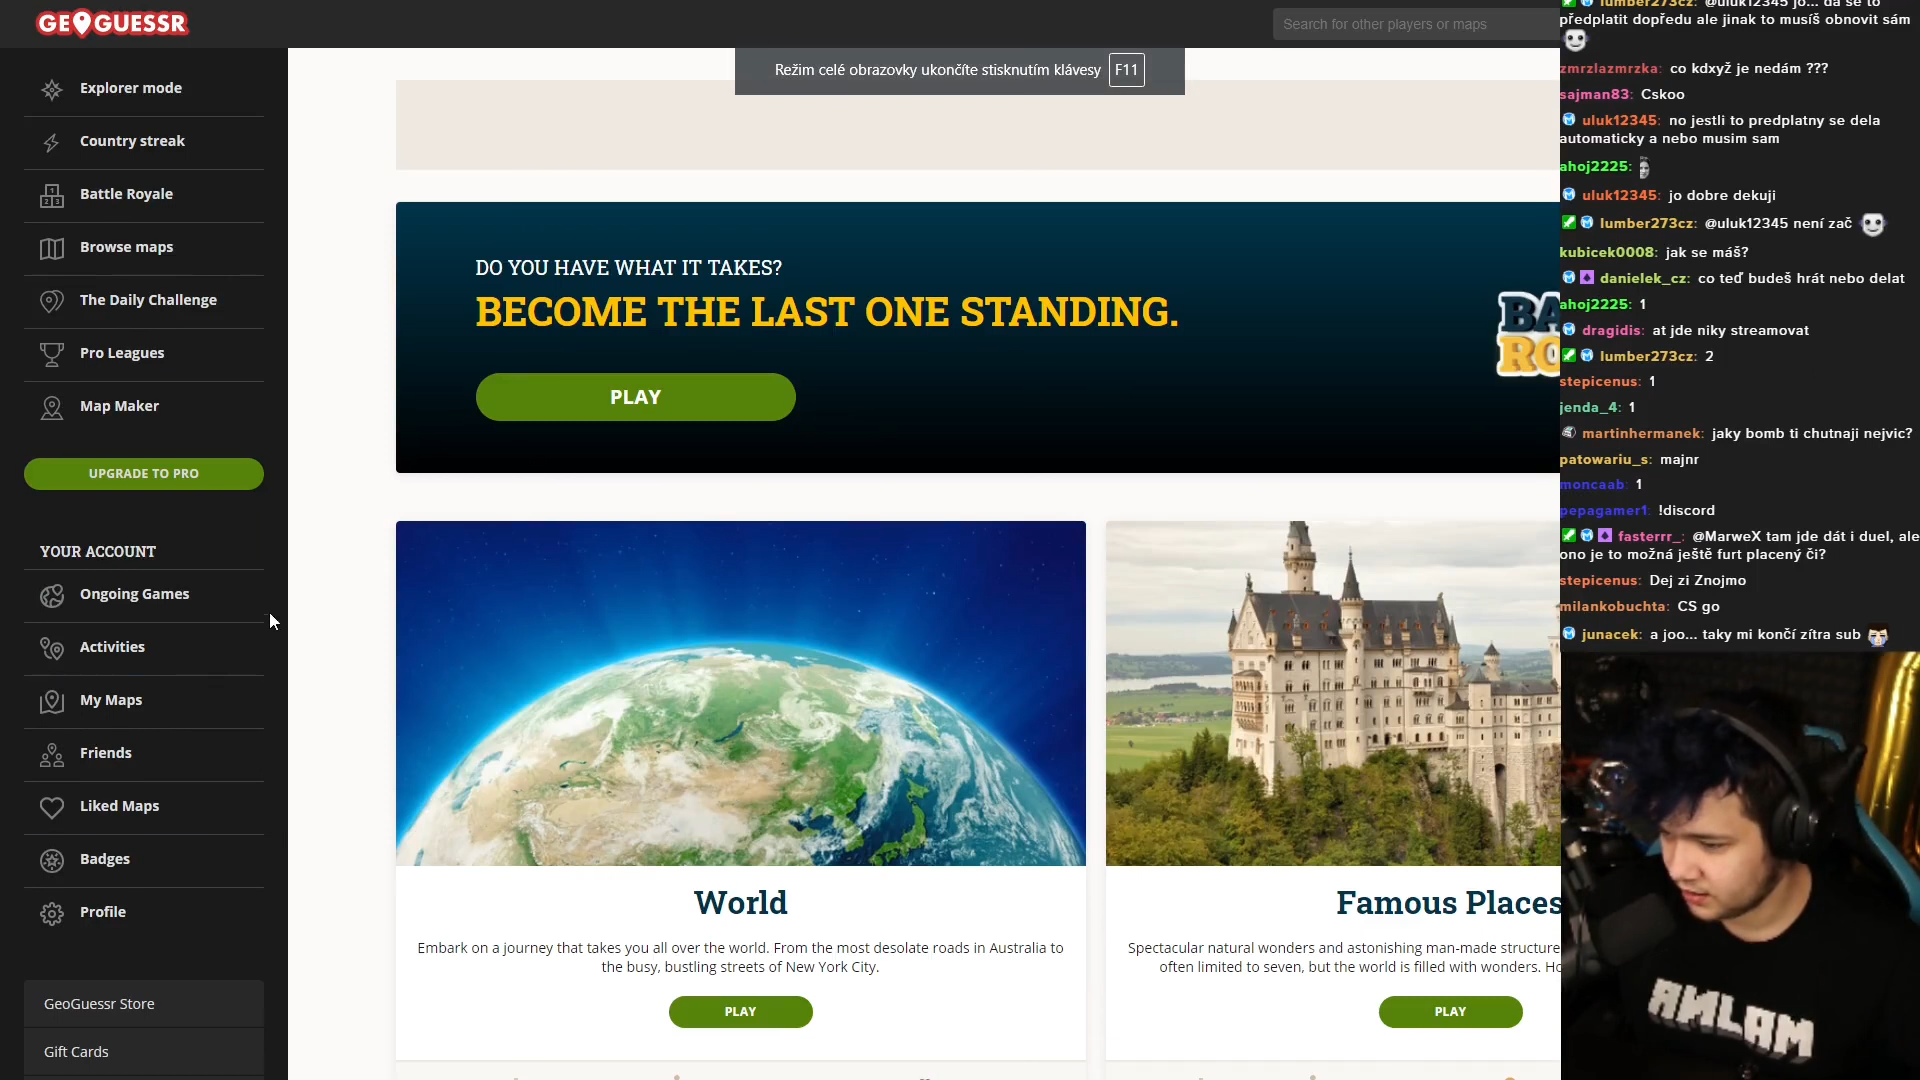 GEOGUESSR
Search for other players or maps
Režim celé obrazovky ukončíte stisknutím klávesy F11
Explorer mode
Country streak
Battle Royale
Browse maps
The Daily Challenge
Pro Leagues
Map Maker
UPGRADE TO PRO
YOUR ACCOUNT
Ongoing Games
Activities
My Maps
Friends
Liked Maps
Badges
Profile
GeoGuessr Store
Gift Cards
DO YOU HAVE WHAT IT TAKES?
BECOME THE LAST ONE STANDING.
PLAY
BA
RO
World
Embark on a journey that takes you all over the world. From the most desolate roads in Australia to
the busy, bustling streets of New York City.
PLAY
Famous Places
Spectacular natural wonders and astonishing man-made structure
often limited to seven, but the world is filled with wonders. Ho
PLAY
lumber273cz: @uluk12345 jo... dá se to
předplatit dopředu ale jinak to musíš obnovit sám
zmrzlazmrzka: co kdxyž je nedám ???
sajman83: Cskoo
uluk12345: no jestli to predplatny se dela
automaticky a nebo musim sam
ahoj2225:
uluk12345: jo dobre dekuji
lumber273cz: @uluk12345 není zač
kubicek0008: jak se máš?
danielek_cz: co teď budeš hrát nebo delat
ahoj2225: 1
dragidis: at jde niky streamovat
lumber273cz: 2
stepicenus: 1
jenda_4: 1
martinhermanek: jaky bomb ti chutnaji nejvic?
patowariu_s: majnr
moncaab: 1
pepagamer1: !discord
fasterrr_: @MarweX tam jde dát i duel, ale
ono je to možná ještě furt placený či?
stepicenus: Dej zi Znojmo
milankobuchta: CS go
junacek: a joo... taky mi končí zítra sub